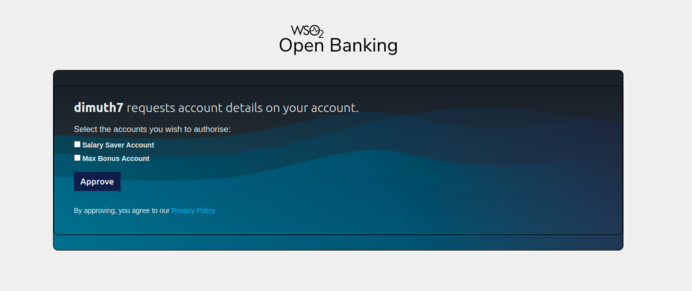 WSO2
Open Banking
dimuth7 requests account details on your account.
Select the accounts you wish to authorise:
Salary Saver Account
Max Bonus Account
Approve
By approving, you agree to our Privacy Policy